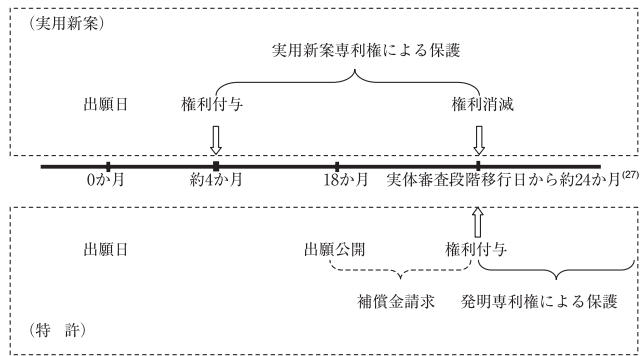 （実用新案）
実用新案専利権による保護
出願日 権利付与 権利消滅
0か月 約4か月 18か月 実体審査段階移行日から約24か月(27)
出願日 出願公開 権利付与
補償金請求 発明専利権による保護
（特　許）